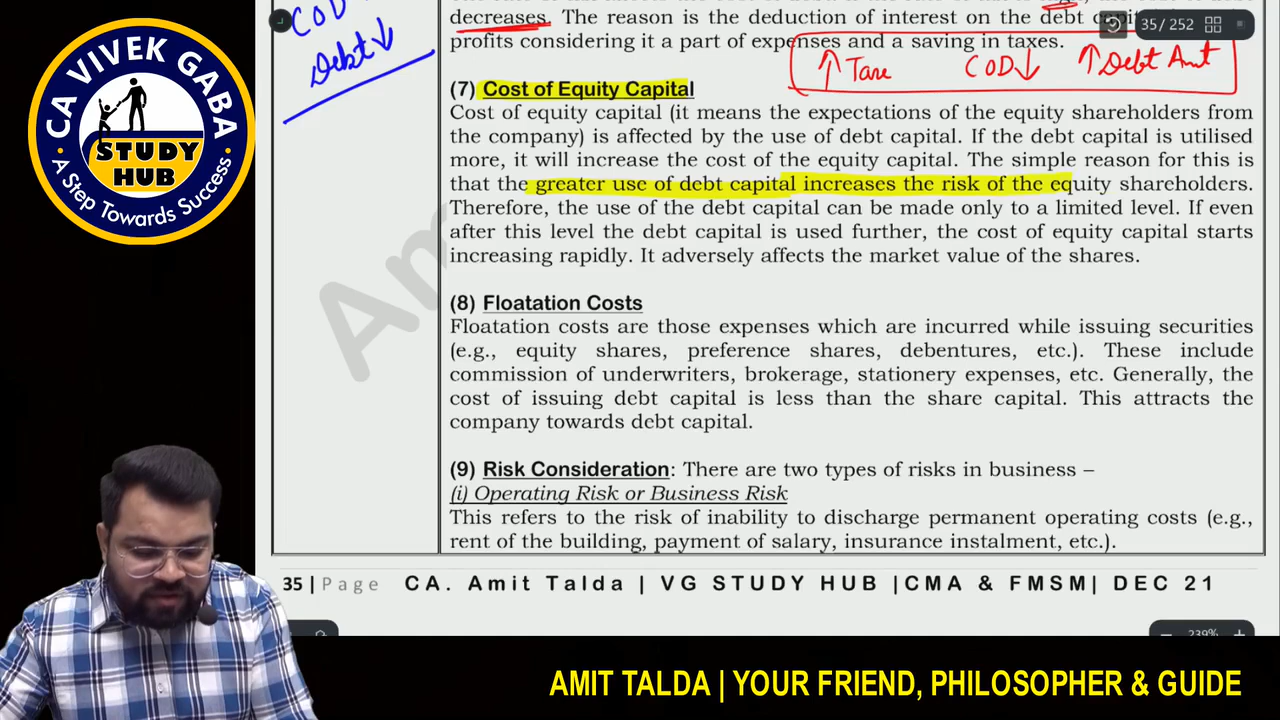 COD
Debt ↓
decreases. The reason is the deduction of interest on the debt
profits considering it a part of expenses and a saving in taxes.
35/ 252
↑ Taxe COD ↓ ↑ Debt Amt
(7) Cost of Equity Capital
Cost of equity capital (it means the expectations of the equity shareholders from
the company) is affected by the use of debt capital. If the debt capital is utilised
more, it will increase the cost of the equity capital. The simple reason for this is
that the greater use of debt capital increases the risk of the equity shareholders.
Therefore, the use of the debt capital can be made only to a limited level. If even
after this level the debt capital is used further, the cost of equity capital starts
increasing rapidly. It adversely affects the market value of the shares.
(8) Floatation Costs
Floatation costs are those expenses which are incurred while issuing securities
(e.g., equity shares, preference shares, debentures, etc.). These include
commission of underwriters, brokerage, stationery expenses, etc. Generally, the
cost of issuing debt capital is less than the share capital. This attracts the
company towards debt capital.
(9) Risk Consideration: There are two types of risks in business –
(i) Operating Risk or Business Risk
This refers to the risk of inability to discharge permanent operating costs (e.g.,
rent of the building, payment of salary, insurance instalment, etc.).
35 | Page CA. Amit Talda | VG STUDY HUB |CMA & FMSM| DEC 21
239%
CA VIVEK GABA
STUDY
HUB
• A Step Towards Success •
Am
AMIT TALDA | YOUR FRIEND, PHILOSOPHER & GUIDE